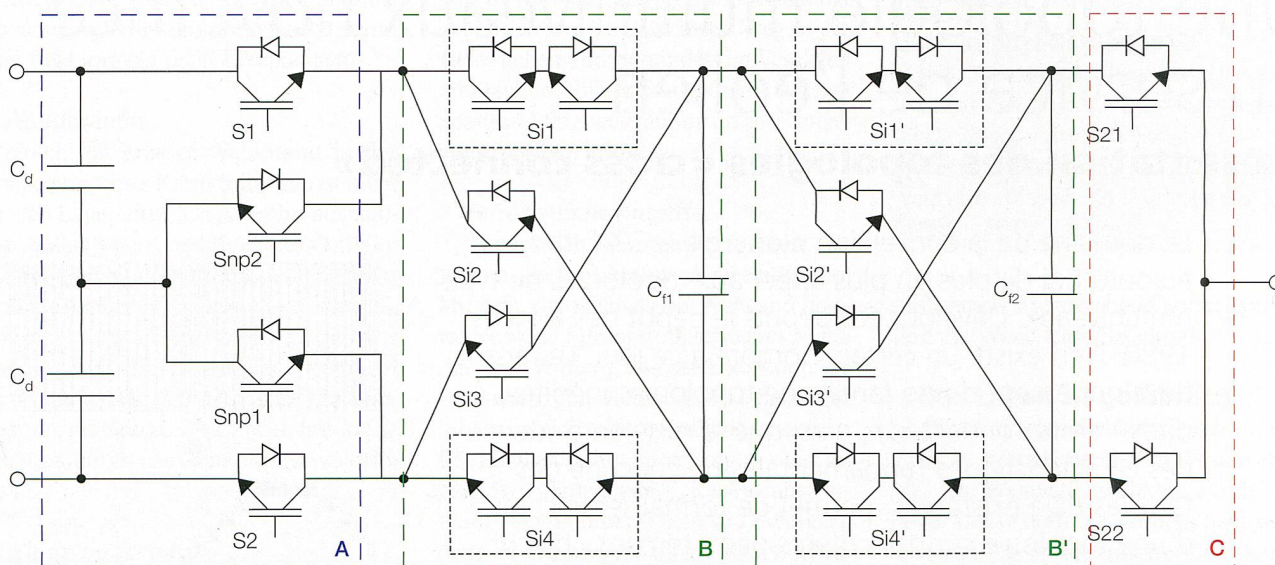 S1
Si1
Si1'
S21
Cd
Snp2
Si2
Cf1
Si2'
Cf2
Cd
Snp1
Si3
Si3'
S2
A
Si4
B
Si4'
B'
S22
C